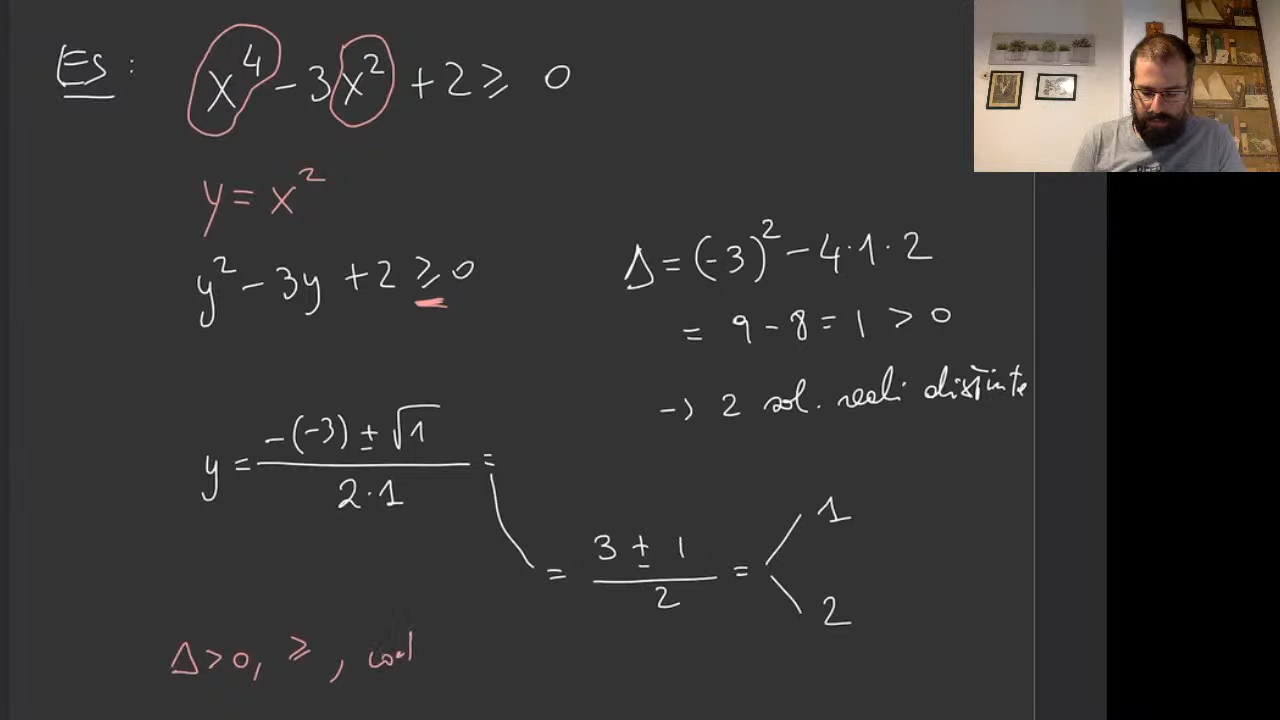 ES: x⁴ - 3x² + 2 ≥ 0
y = x²
y² - 3y + 2 ≥ 0
Δ = (-3)² - 4·1·2
= 9 - 8 = 1 > 0
→ 2 sol. reali distinte
y = (-(-3) ± √1) / (2·1) =
= (3 ± 1) / 2 = 1
2
Δ > 0, ≥, coef